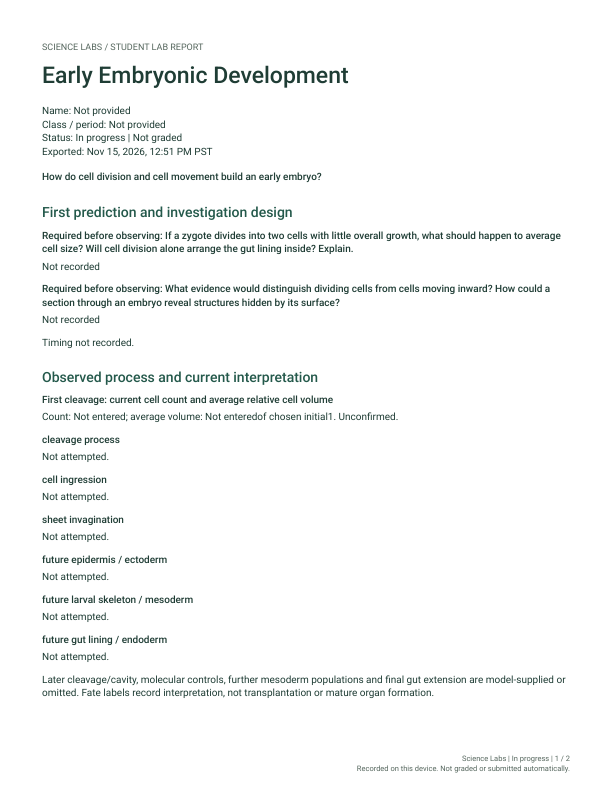 SCIENCE LABS / STUDENT LAB REPORT
Early Embryonic Development
Name: Not provided
Class / period: Not provided
Status: In progress | Not graded
Exported: Nov 15, 2026, 12:51 PM PST
How do cell division and cell movement build an early embryo?
First prediction and investigation design
Required before observing: If a zygote divides into two cells with little overall growth, what should happen to average
cell size? Will cell division alone arrange the gut lining inside? Explain.
Not recorded
Required before observing: What evidence would distinguish dividing cells from cells moving inward? How could a
section through an embryo reveal structures hidden by its surface?
Not recorded
Timing not recorded.
Observed process and current interpretation
First cleavage: current cell count and average relative cell volume
Count: Not entered; average volume: Not enteredof chosen initial1. Unconfirmed.
cleavage process
Not attempted.
cell ingression
Not attempted.
sheet invagination
Not attempted.
future epidermis / ectoderm
Not attempted.
future larval skeleton / mesoderm
Not attempted.
future gut lining / endoderm
Not attempted.
Later cleavage/cavity, molecular controls, further mesoderm populations and final gut extension are model-supplied or
omitted. Fate labels record interpretation, not transplantation or mature organ formation.
Science Labs | In progress | 1 / 2
Recorded on this device. Not graded or submitted automatically.